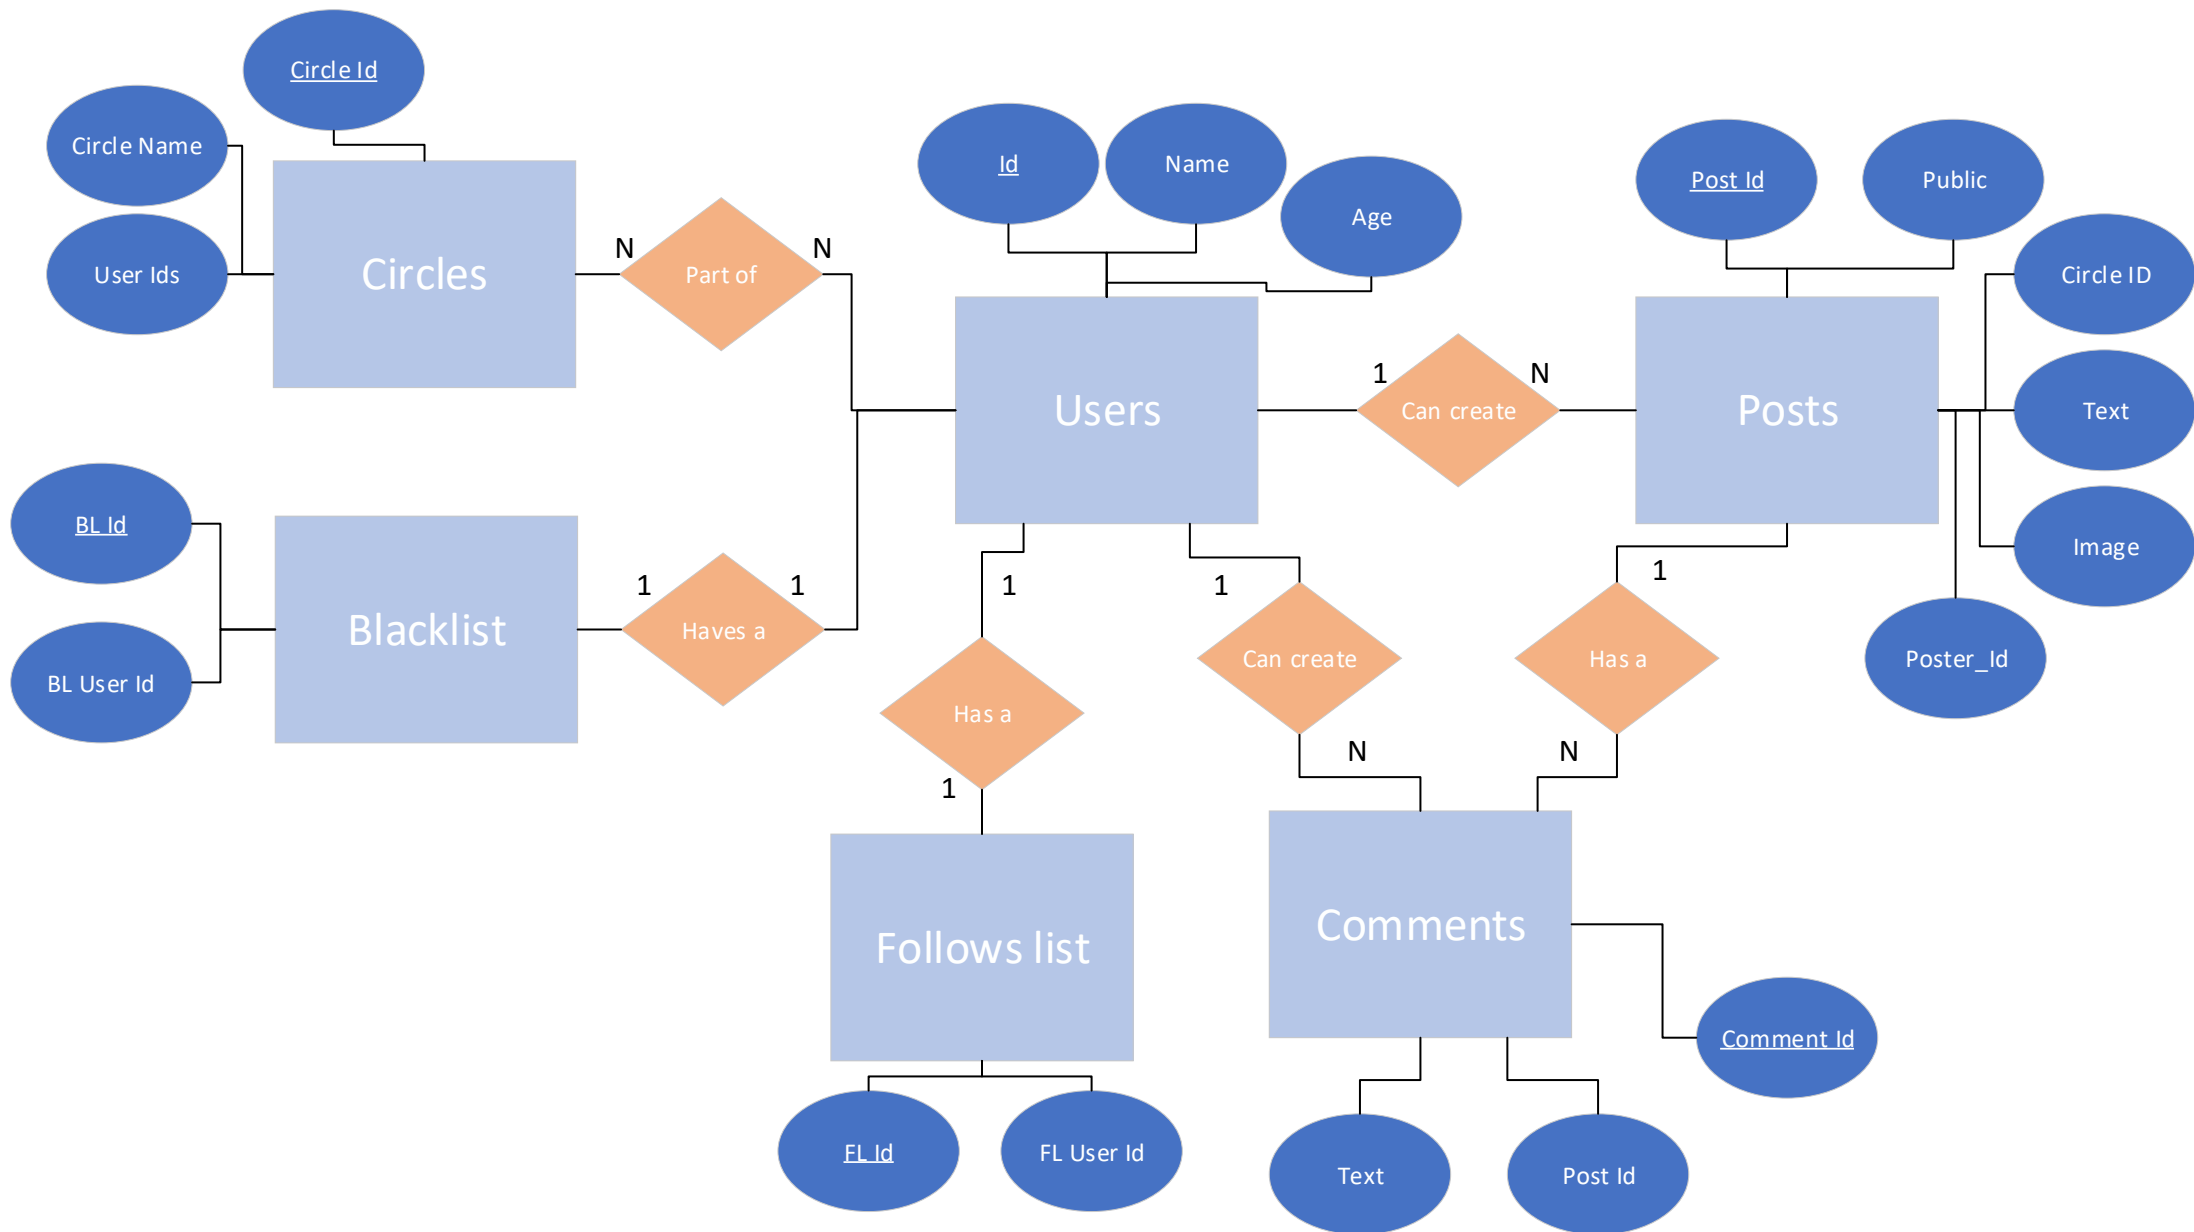 Circle Id
Circle Name
User Ids
Circles
N
Part of
N
Id
Name
Age
Users
Post Id
Public
Circle ID
Text
Image
Poster_Id
Posts
1
Can create
N
BL Id
BL User Id
Blacklist
1
Haves a
1
1
Has a
1
1
Can create
N
1
Has a
N
Follows list
FL Id
FL User Id
Comments
Comment Id
Text
Post Id